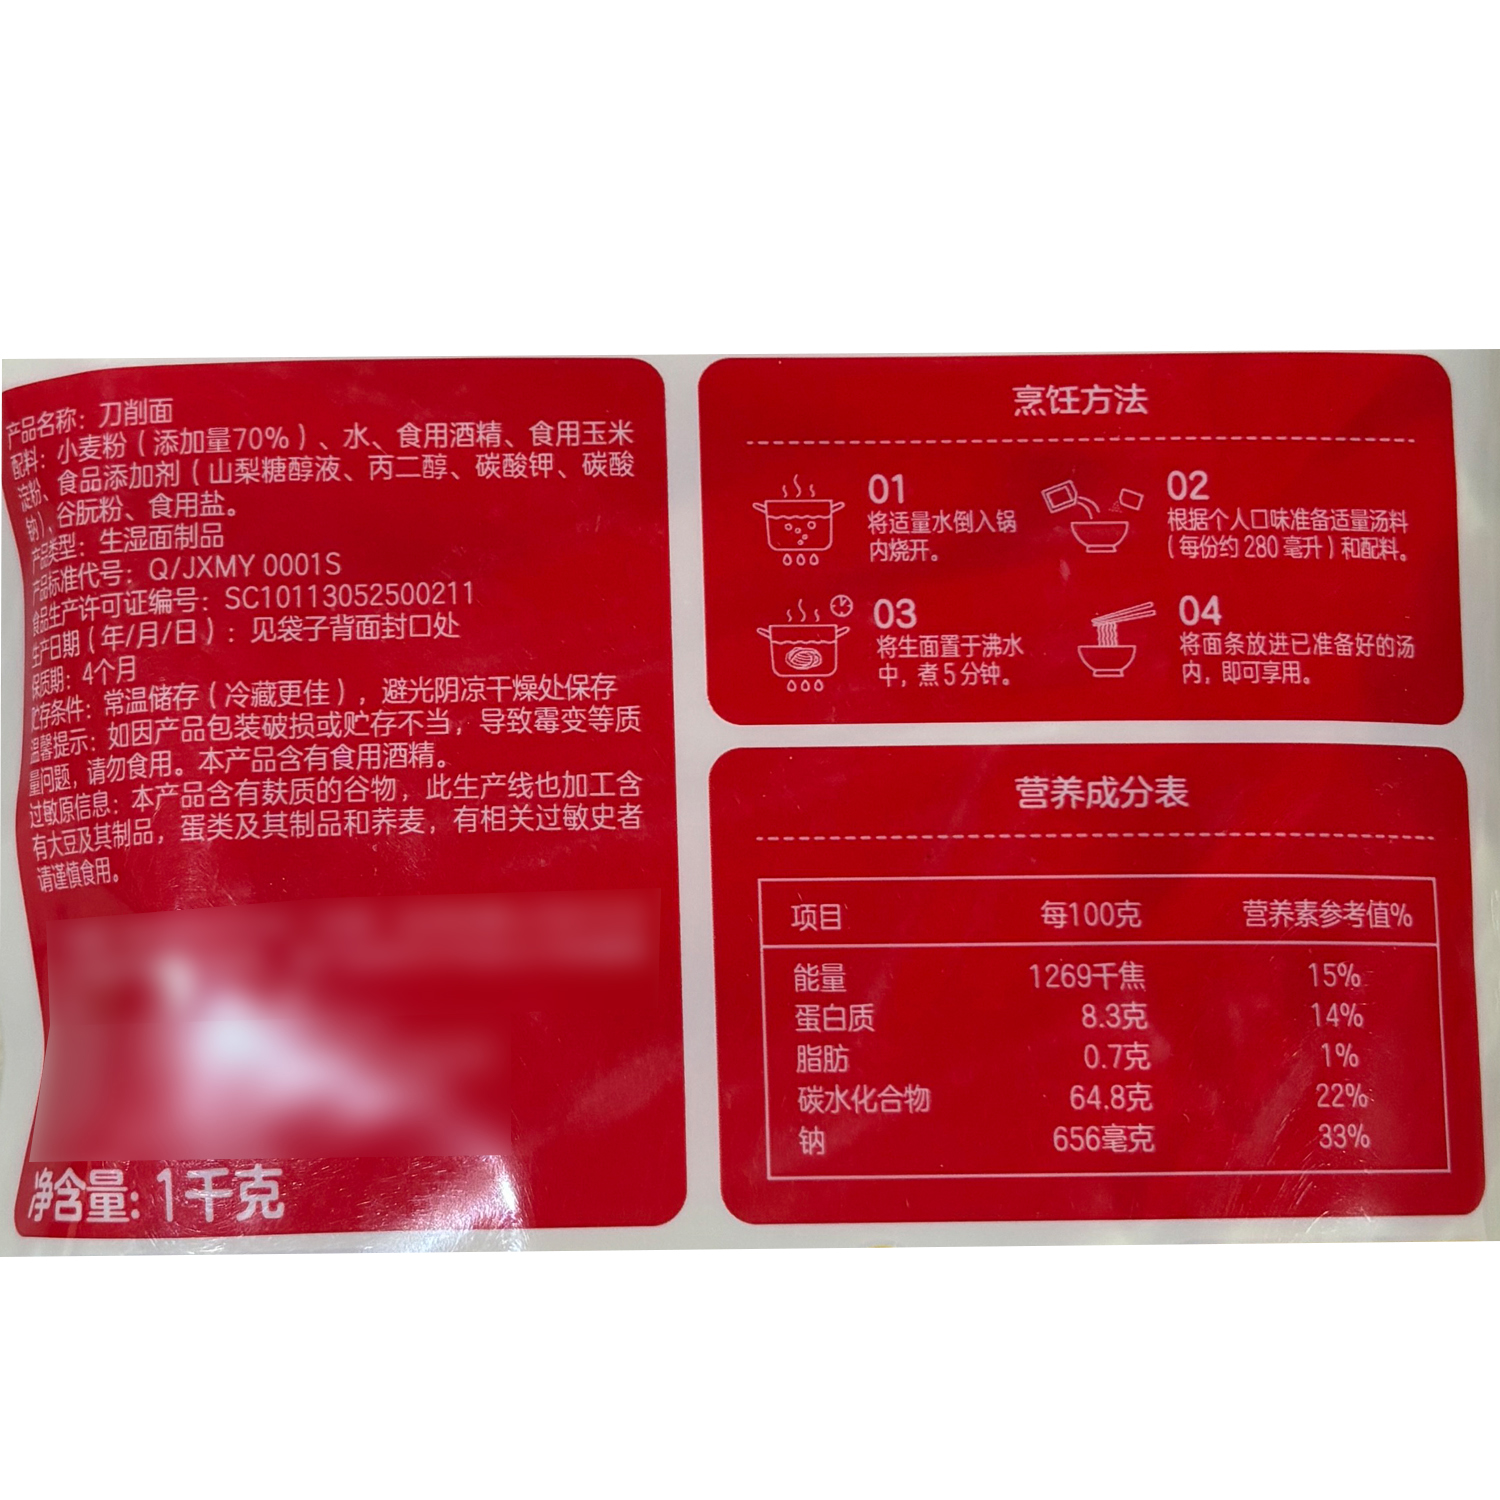 产品名称：刀削面
配料：小麦粉（添加量70%）、水、食用酒精、食用玉米
淀粉、食品添加剂（山梨糖醇液、丙二醇、碳酸钾、碳酸
钠）、谷朊粉、食用盐。
产品类型：生湿面制品
产品标准代号：Q/JXMY 0001S
食品生产许可证编号：SC10113052500211
生产日期（年/月/日）：见袋子背面封口处
保质期：4个月
贮存条件：常温储存（冷藏更佳），避光阴凉干燥处保存
温馨提示：如因产品包装破损或贮存不当，导致霉变等质
量问题，请勿食用。本产品含有食用酒精。
过敏原信息：本产品含有麸质的谷物，此生产线也加工含
有大豆及其制品，蛋类及其制品和荞麦，有相关过敏史者
请谨慎食用。
净含量：1千克
烹饪方法
01
将适量水倒入锅
内烧开。
02
根据个人口味准备适量汤料
（每份约280毫升）和配料。
03
将生面置于沸水
中，煮5分钟。
04
将面条放进已准备好的汤
内，即可享用。
营养成分表
项目 每100克 营养素参考值%
能量 1269千焦 15%
蛋白质 8.3克 14%
脂肪 0.7克 1%
碳水化合物 64.8克 22%
钠 656毫克 33%